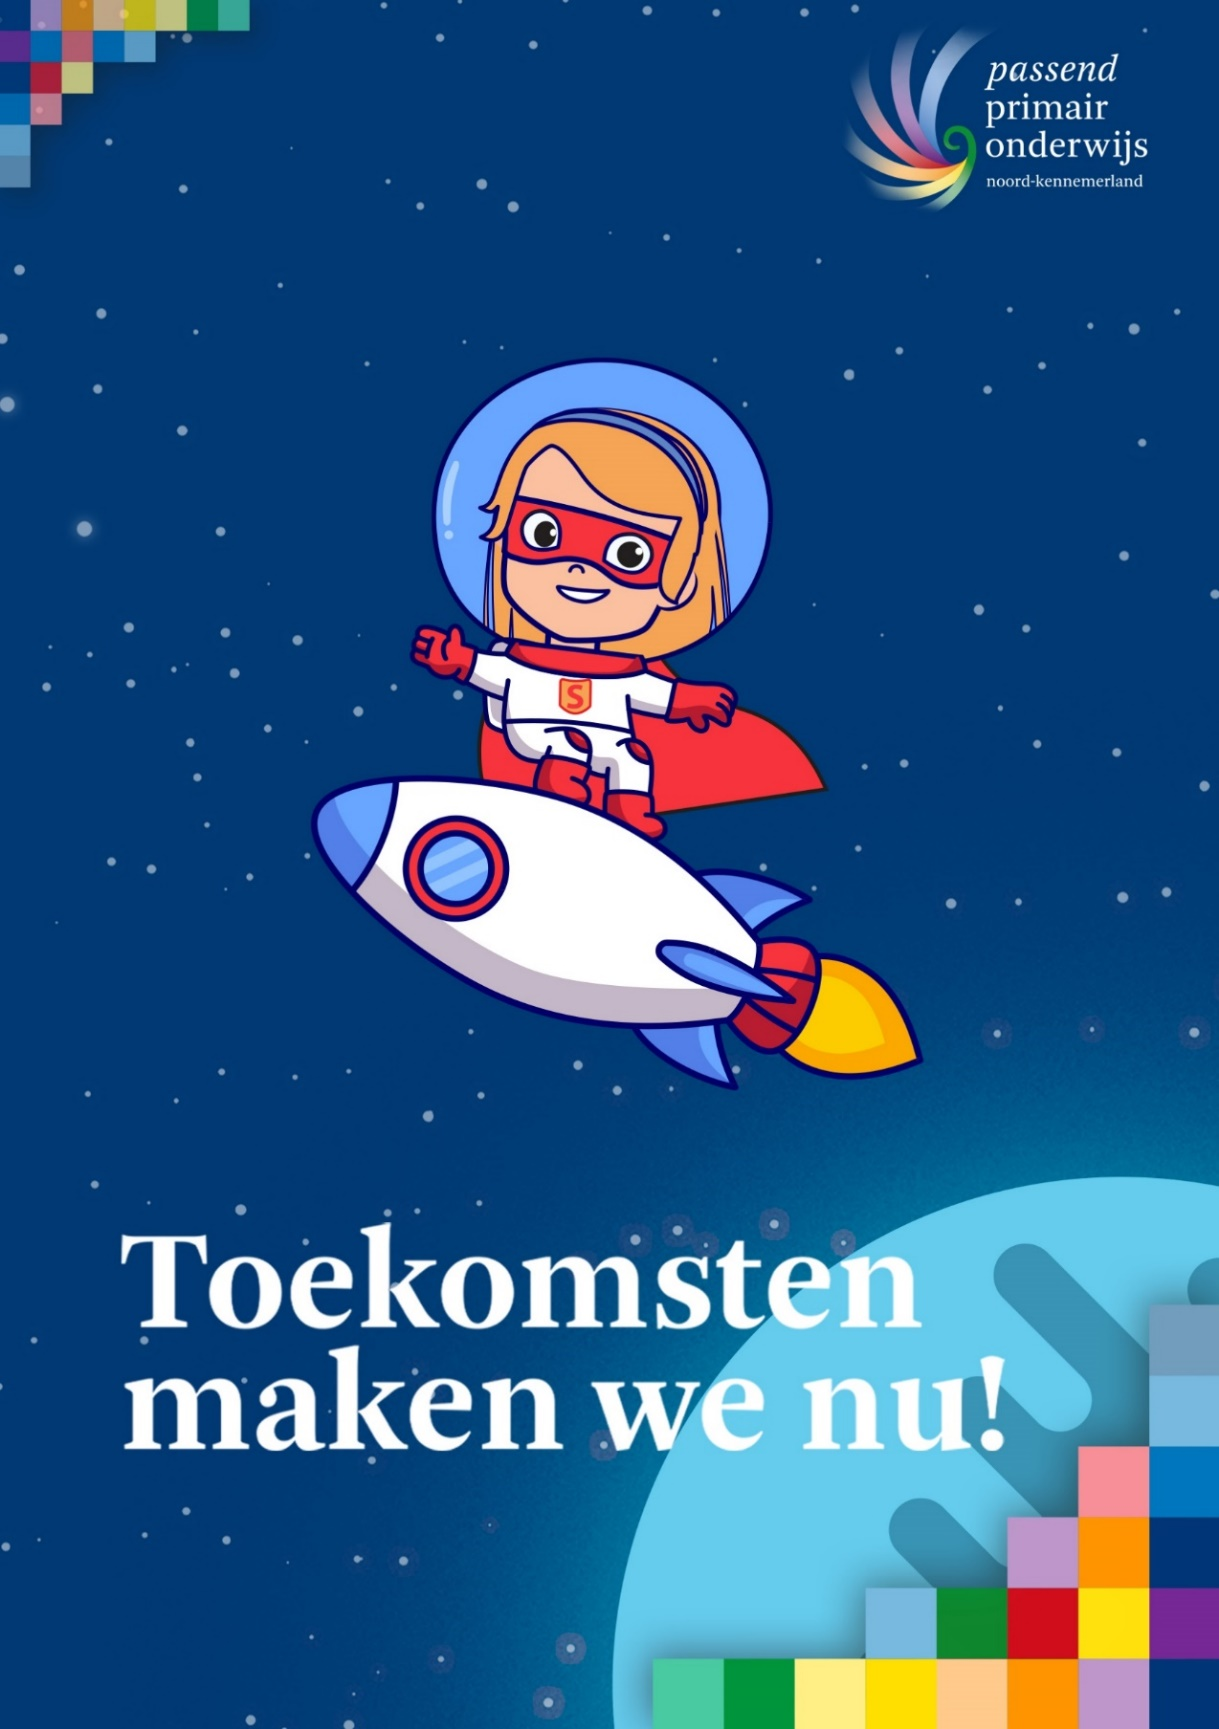 passend
primair
onderwijs
noord-kennemerland
S
Toekomsten
maken we nu!